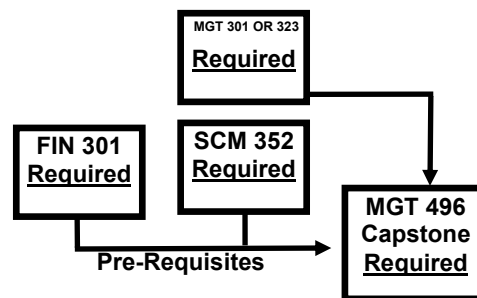 MGT 301 OR 323
Required
FIN 301
Required
SCM 352
Required
MGT 496
Capstone
Required
Pre-Requisites